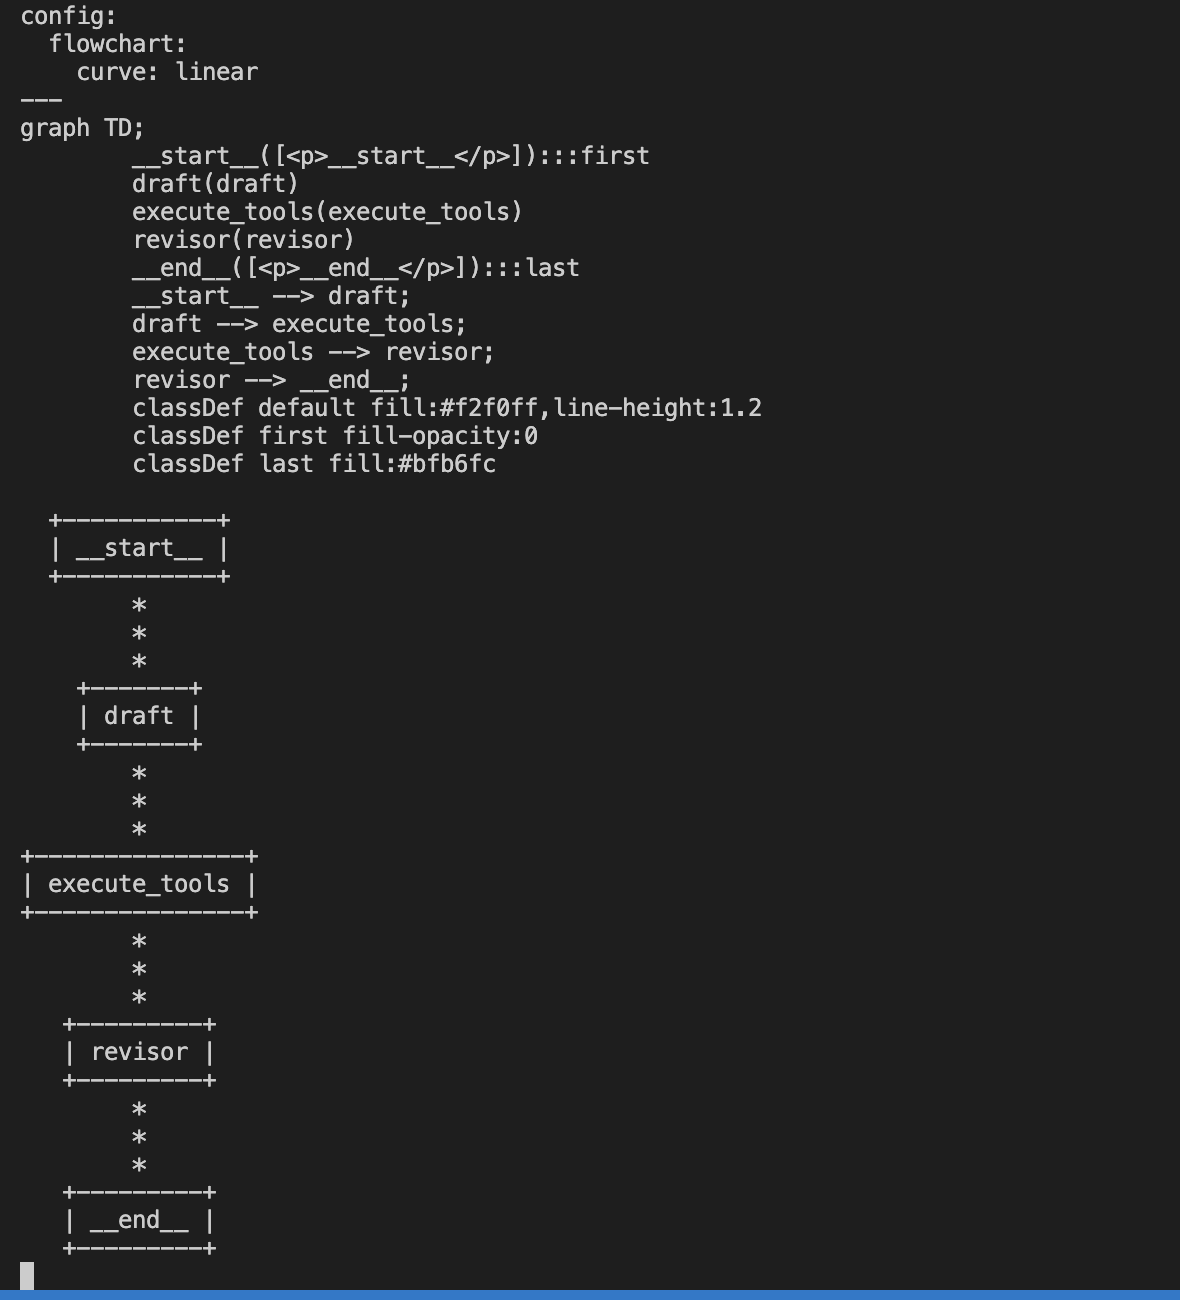 config:
  flowchart:
    curve: linear
---
graph TD;
        __start__([<p>__start__</p>]):::first
        draft(draft)
        execute_tools(execute_tools)
        revisor(revisor)
        __end__([<p>__end__</p>]):::last
        __start__ --> draft;
        draft --> execute_tools;
        execute_tools --> revisor;
        revisor --> __end__;
        classDef default fill:#f2f0ff,line-height:1.2
        classDef first fill-opacity:0
        classDef last fill:#bfb6fc

  +-----------+
  | __start__ |
  +-----------+
        *
        *
        *
    +-------+
    | draft |
    +-------+
        *
        *
        *
+---------------+
| execute_tools |
+---------------+
        *
        *
        *
   +---------+
   | revisor |
   +---------+
        *
        *
        *
   +---------+
   | __end__ |
   +---------+